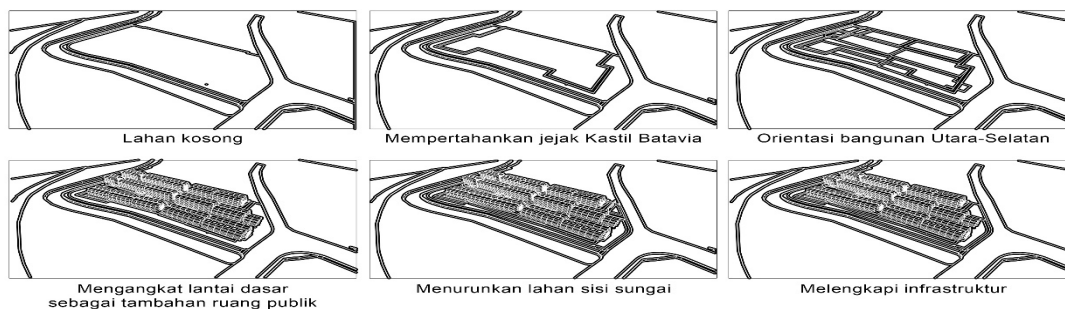 Lahan kosong
Mempertahankan jejak Kastil Batavia
Orientasi bangunan Utara-Selatan
Mengangkat lantai dasar
sebagai tambahan ruang publik
Menurunkan lahan sisi sungai
Melengkapi infrastruktur